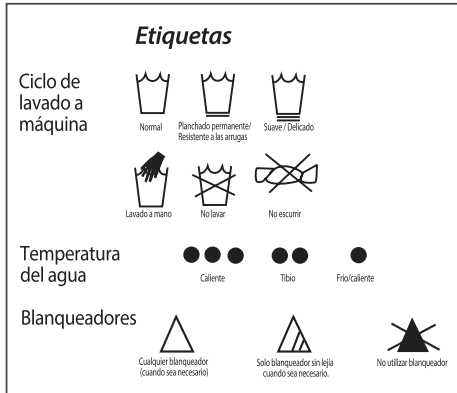 Etiquetas
Ciclo de
lavado a
máquina
Normal
Planchado permanente/
Resistente a las arrugas
Suave / Delicado
Lavado a mano
No lavar
No escurrir
Temperatura
del agua
Caliente
Tibio
Frio/caliente
Blanqueadores
Cualquier blanqueador
(cuando sea necesario)
Solo blanqueador sin lejia
cuando sea necesario.
No utilizar blanqueador